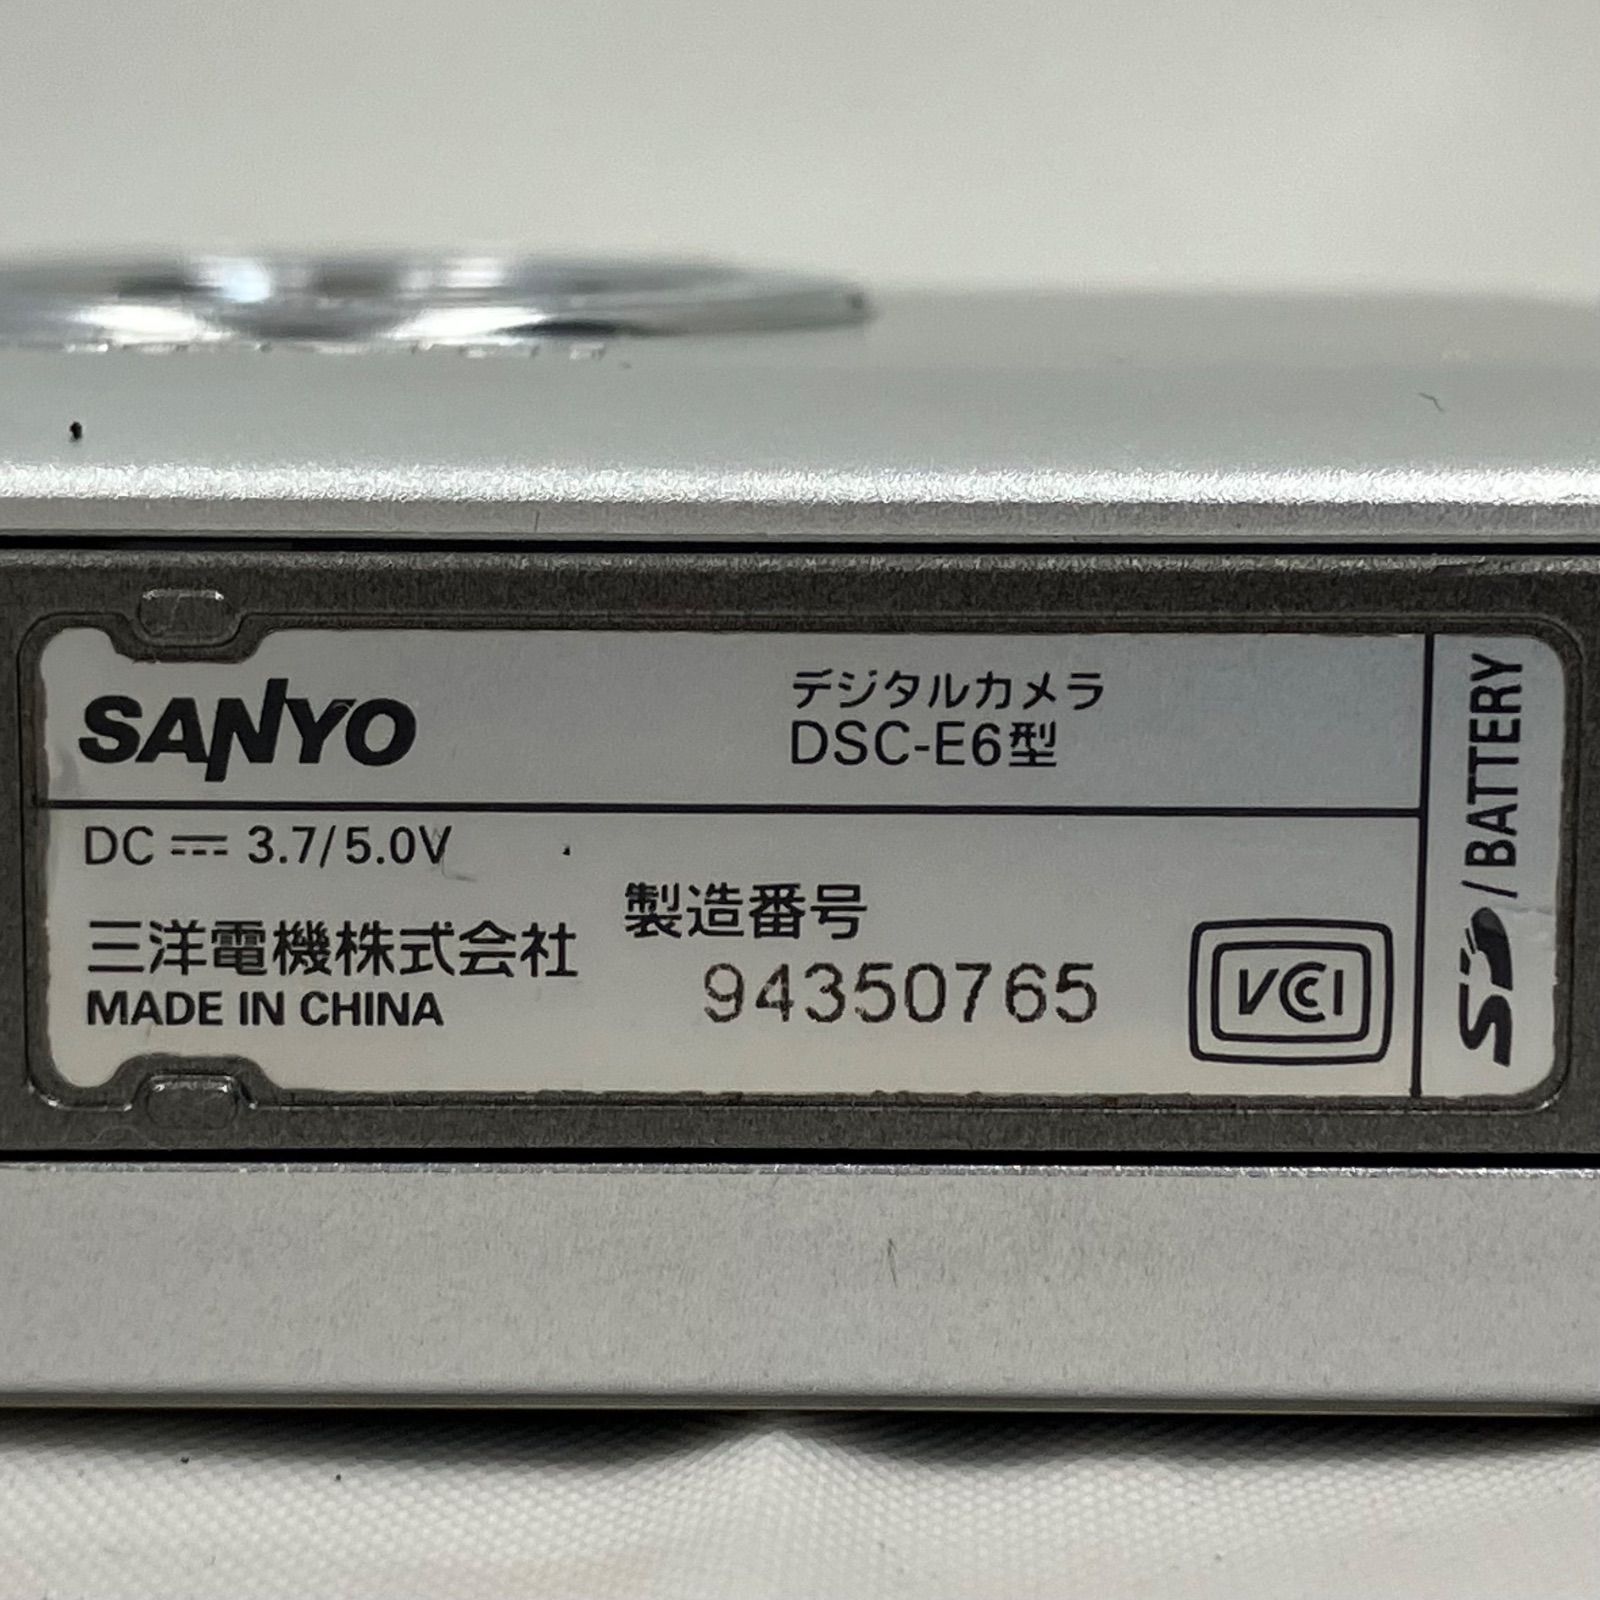 SANYO
デジタルカメラ
DSC-E6型
DC 3.7/5.0V
三洋電機株式会社
MADE IN CHINA
製造番号
94350765
VCCI
SD/BATTERY